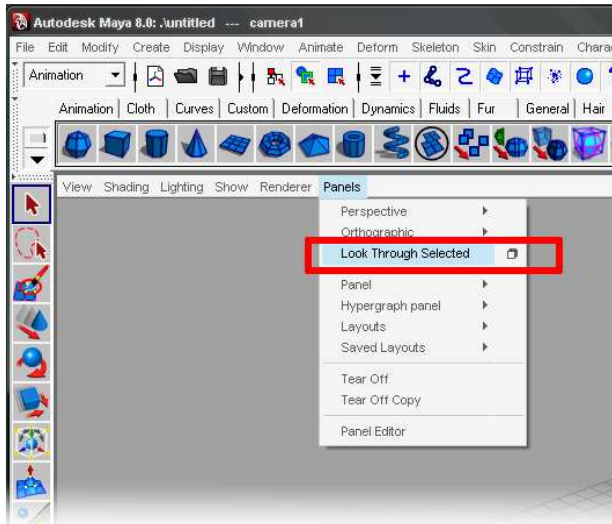 Autodesk Maya 8.0: .\untitled --- camera1
File Edit Modify Create Display Window Animate Deform Skeleton Skin Constrain Chara
Animation
Animation Cloth Curves Custom Deformation Dynamics Fluids Fur General Hair
View Shading Lighting Show Renderer Panels
Perspective
Orthographic
Look Through Selected
Panel
Hypergraph panel
Layouts
Saved Layouts
Tear Off
Tear Off Copy
Panel Editor